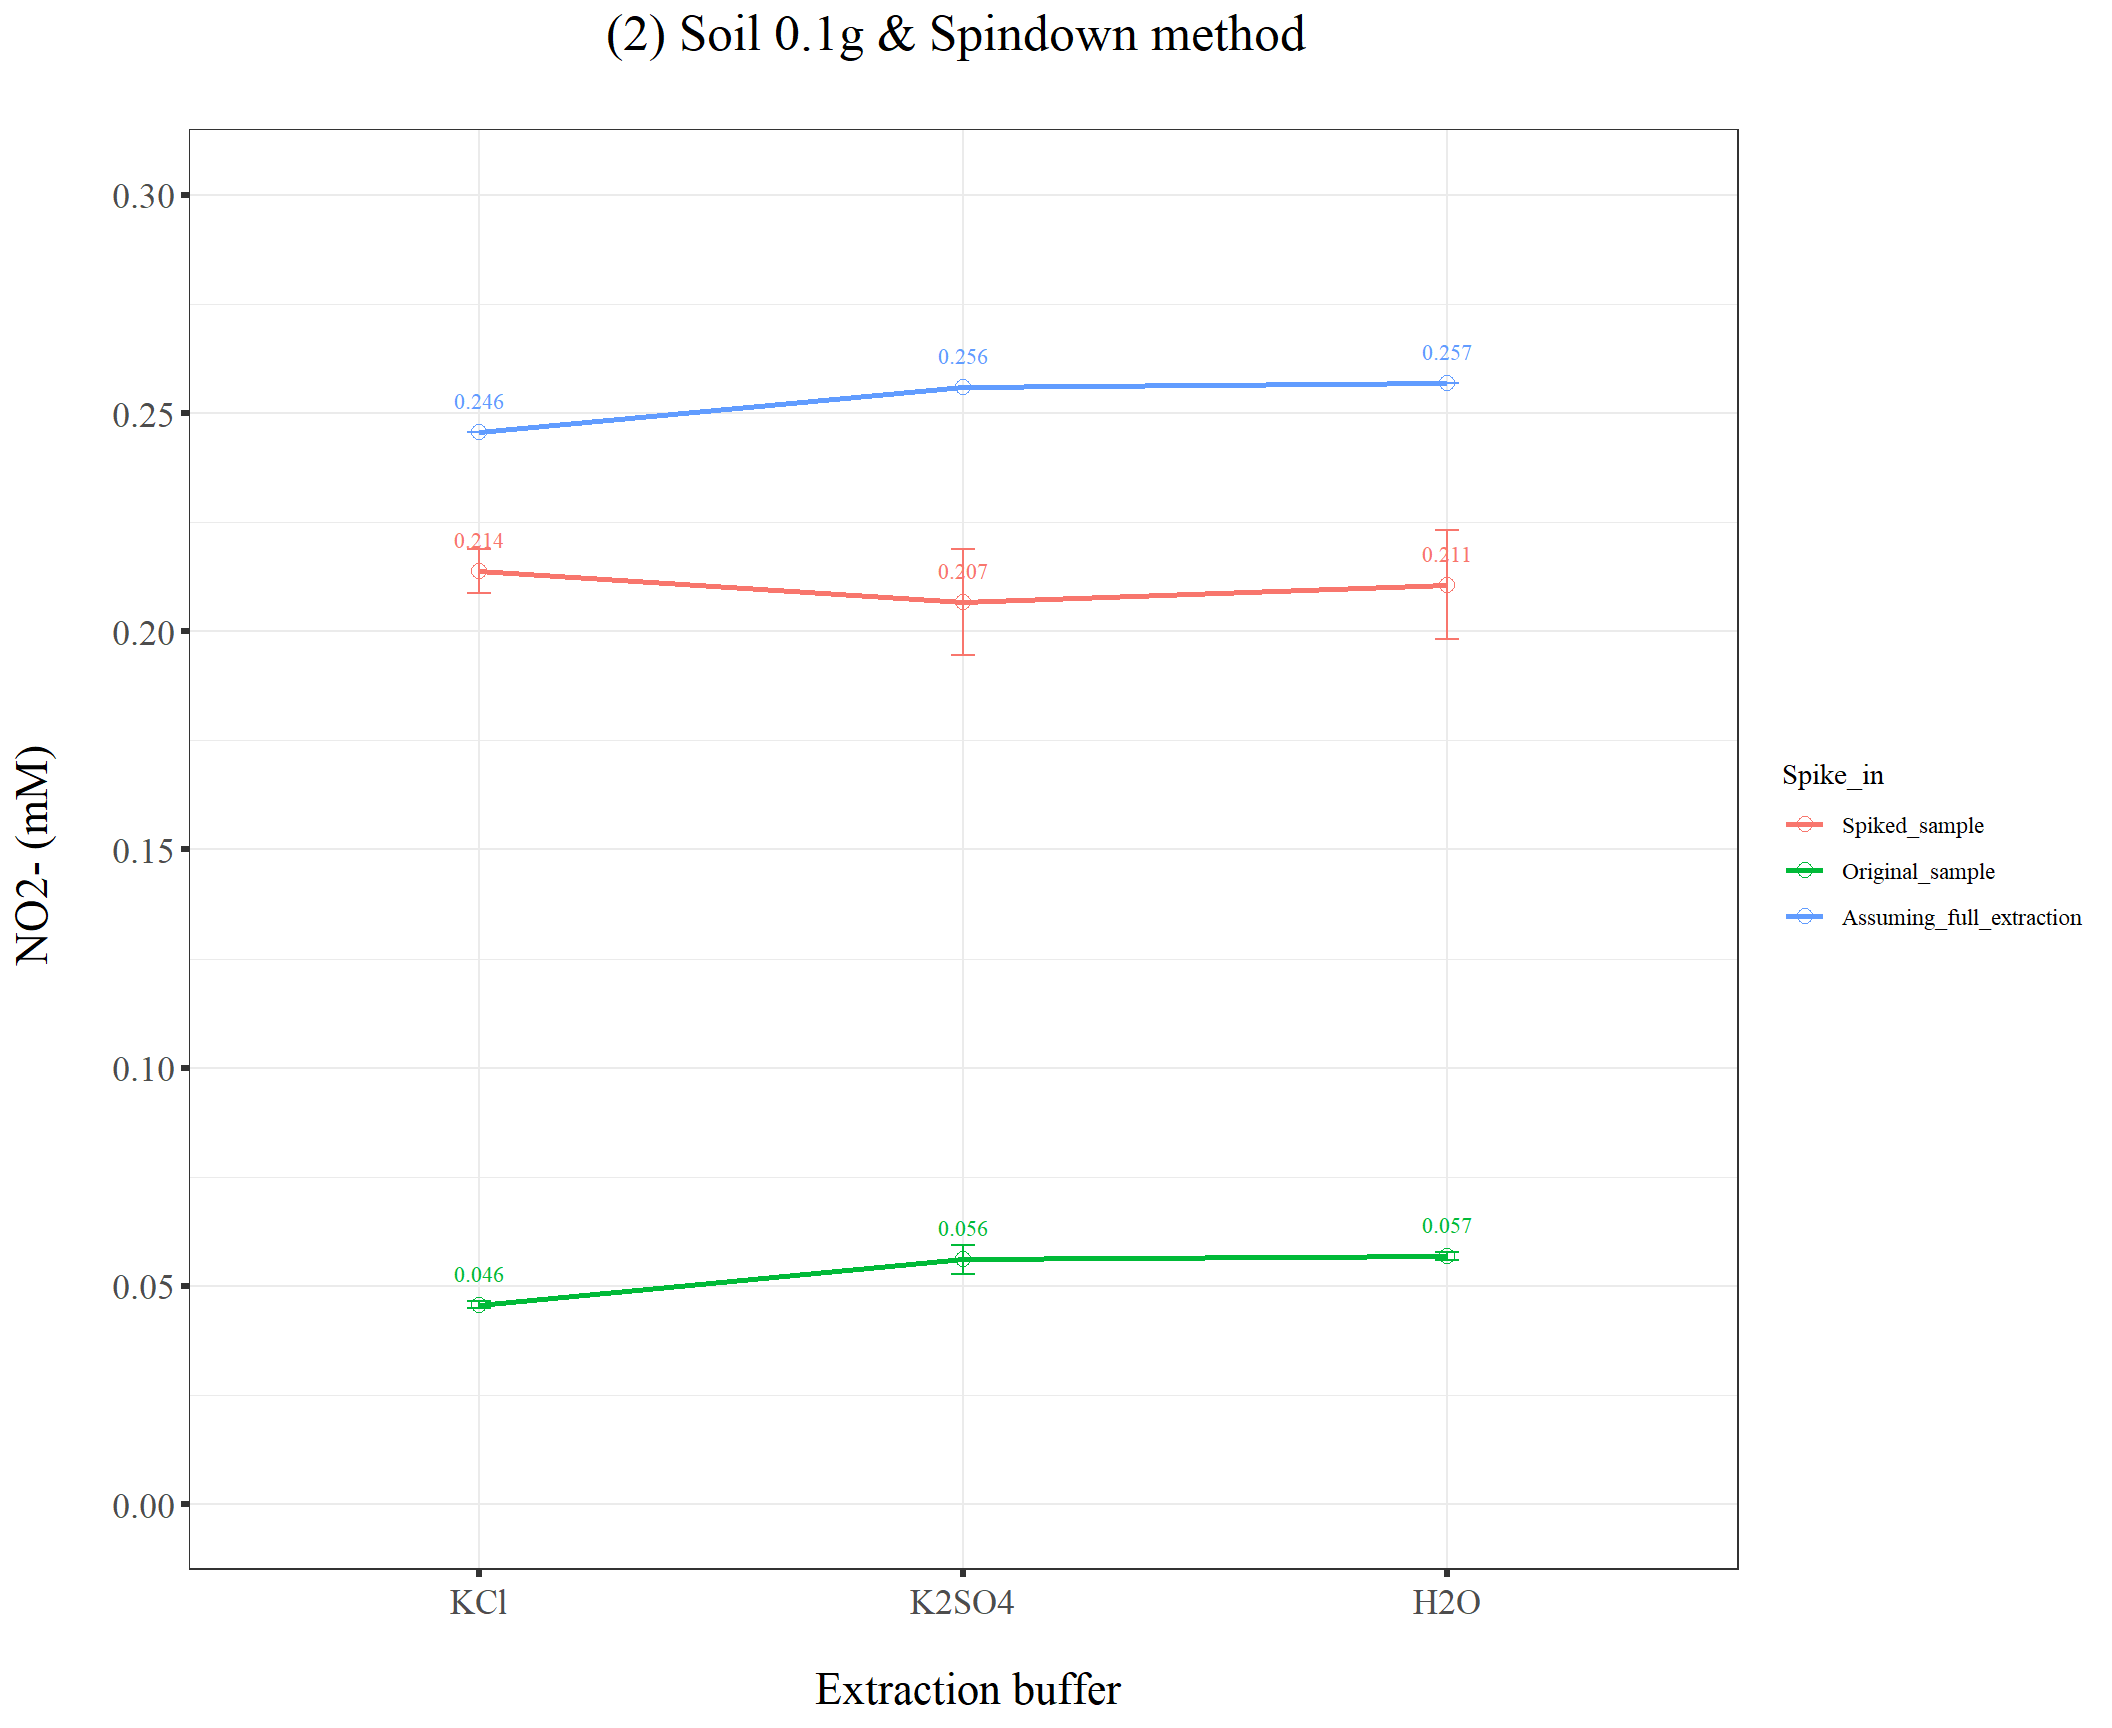 (2) Soil 0.1g & Spindown method
NO2- (mM)
0.30
0.25
0.20
0.15
0.10
0.05
0.00
0.246
0.256
0.257
0.214
0.207
0.211
0.046
0.056
0.057
KCl
K2SO4
H2O
Extraction buffer
Spike_in
Spiked_sample
Original_sample
Assuming_full_extraction